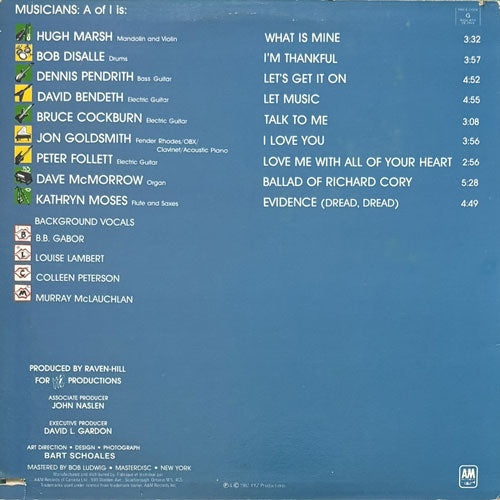 MUSICIANS: A of I is:
HUGH MARSH Mandolin and Violin
BOB DISALLE Drums
DENNIS PENDRITH Bass Guitar
DAVID BENDETH Electric Guitar
BRUCE COCKBURN Electric Guitar
JON GOLDSMITH Fender Rhodes/OBX/
Clavinet/Acoustic Piano
PETER FOLLETT Electric Guitar
DAVE McMORROW Organ
KATHRYN MOSES Flute and Saxes
BACKGROUND VOCALS
B B.B. GABOR
L LOUISE LAMBERT
C COLLEEN PETERSON
M MURRAY McLAUCHLAN
WHAT IS MINE 3:32
I'M THANKFUL 3:57
LET'S GET IT ON 4:52
LET MUSIC 4:55
TALK TO ME 3:08
I LOVE YOU 3:56
LOVE ME WITH ALL OF YOUR HEART 2:56
BALLAD OF RICHARD CORY 5:28
EVIDENCE (DREAD, DREAD) 4:49
G
PRODUCED BY RAVEN-HILL
FOR PRODUCTIONS
ASSOCIATE PRODUCER
JOHN NASLEN
EXECUTIVE PRODUCER
DAVID L. GARDON
ART DIRECTION • DESIGN • PHOTOGRAPH
BART SCHOALES
MASTERED BY BOB LUDWIG • MASTERDISC • NEW YORK
A&M
RECORDS